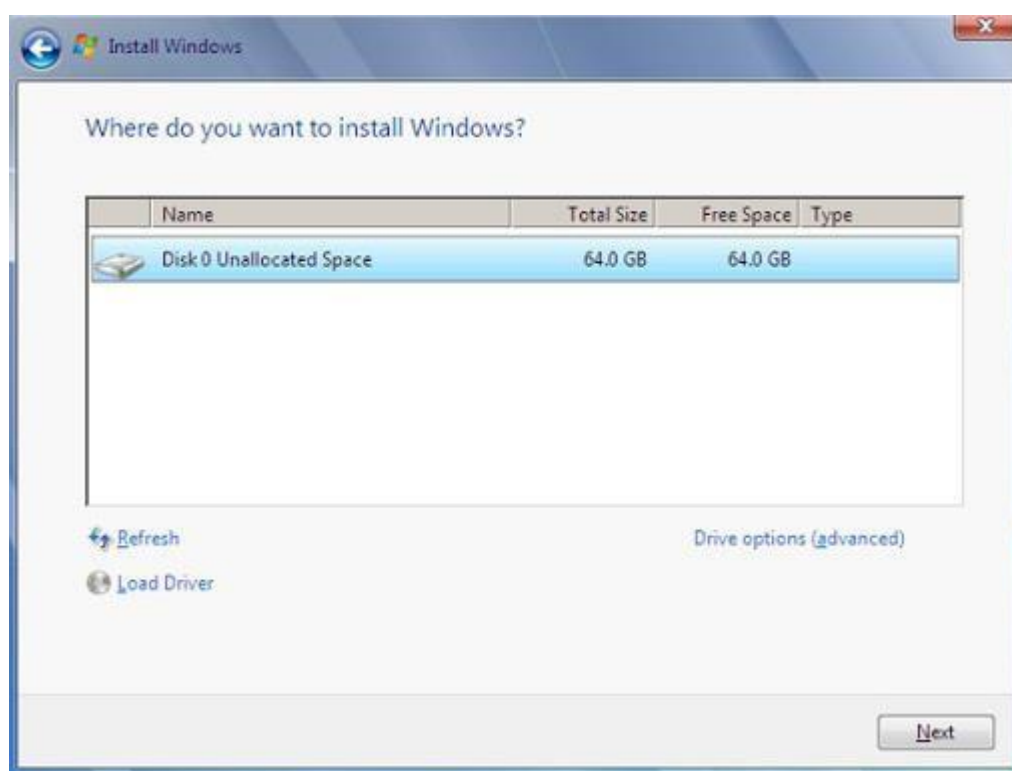 Install Windows
Where do you want to install Windows?
Name Total Size Free Space Type
Disk 0 Unallocated Space 64.0 GB 64.0 GB
Refresh Drive options (advanced)
Load Driver
Next